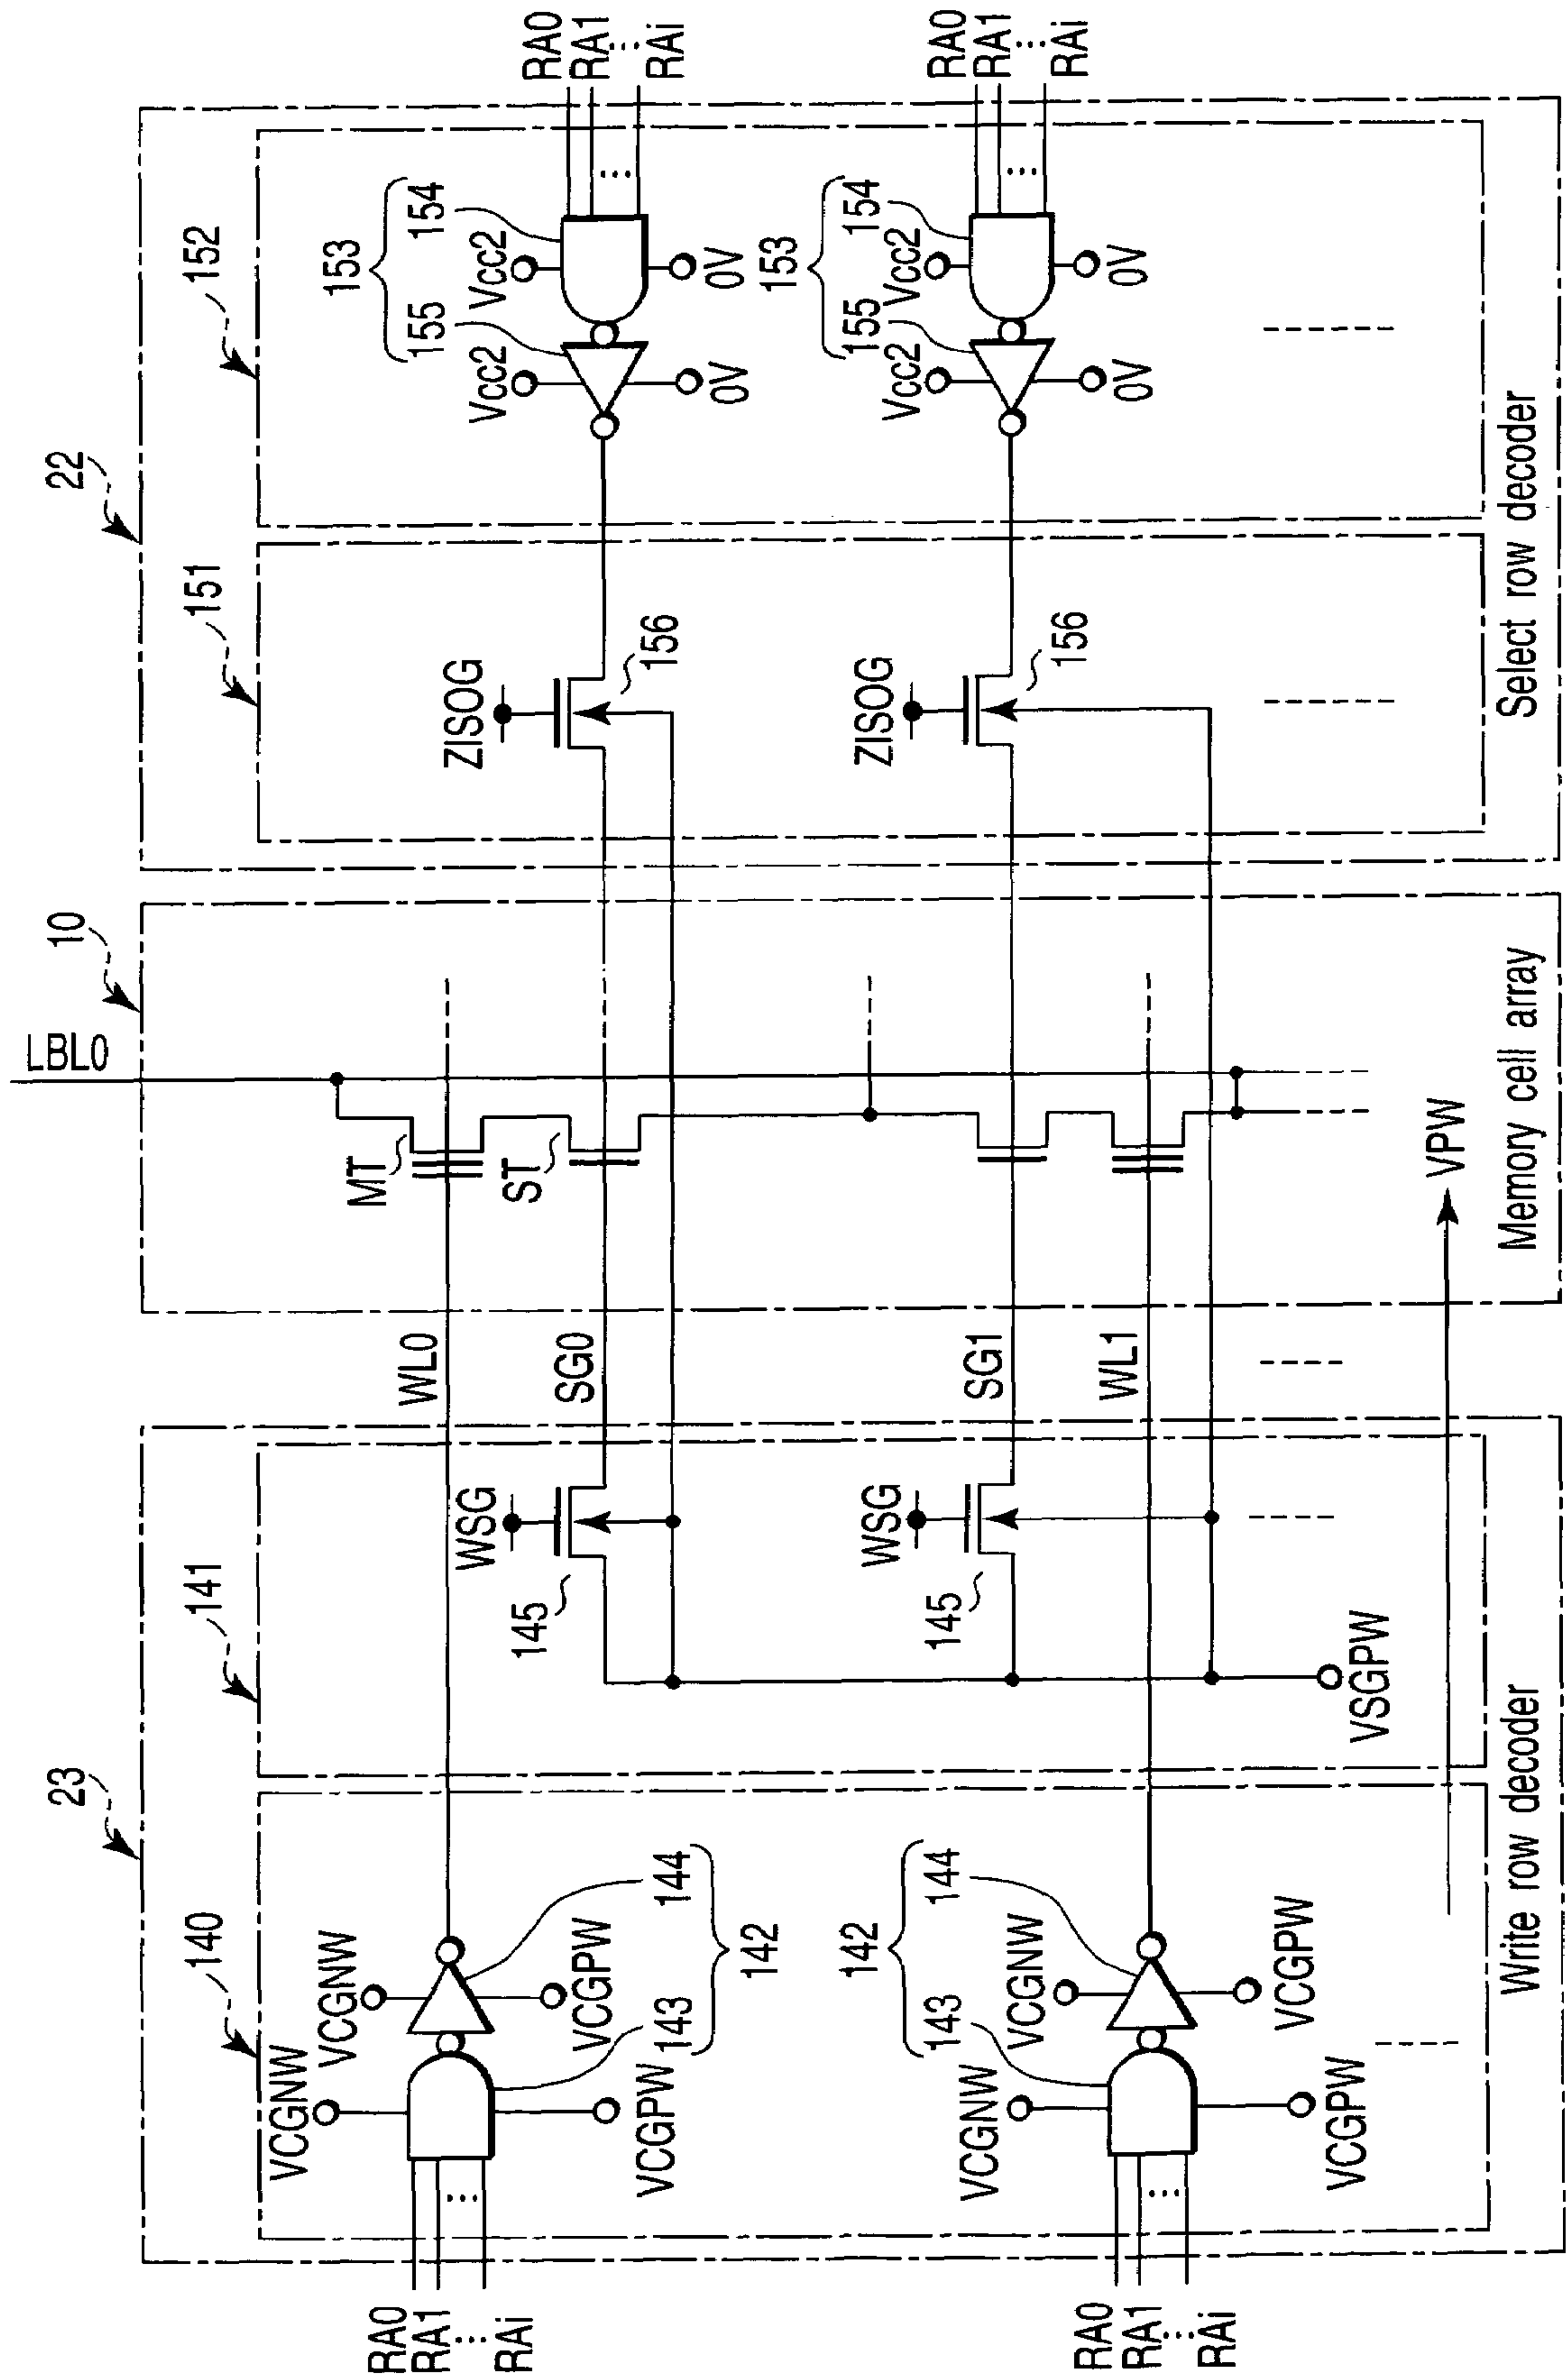 23
10
22
140
141
LBL0
151
152
RA0
RA1
...
RAi
VCGNW
VCGNW
VCGPW
VCGPW
143
144
142
WL0
WSG
145
SG0
MT
ST
ZISOG
156
153
155
154
Vcc2
Vcc2
0V
0V
RA0
RA1
...
RAi
RA0
RA1
...
RAi
VCGNW
VCGNW
VCGPW
VCGPW
142
143
144
WSG
145
SG1
WL1
VSGPW
ZISOG
156
153
155
154
Vcc2
Vcc2
0V
0V
RA0
RA1
...
RAi
VPW
Write row decoder
Memory cell array
Select row decoder